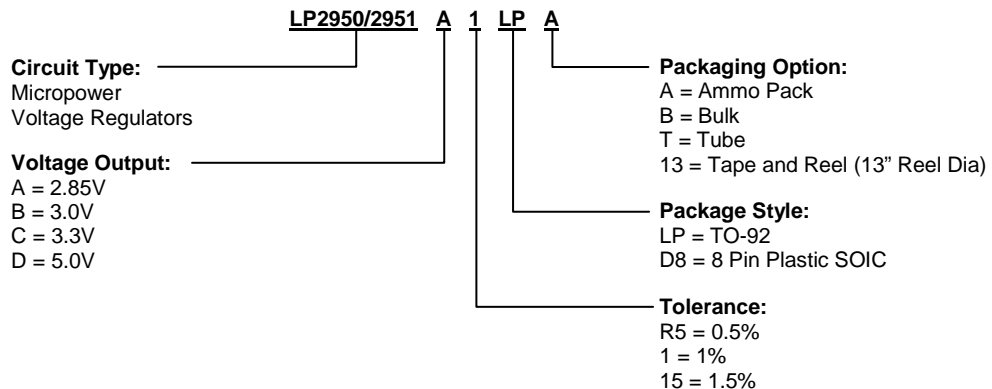 LP2950/2951 A 1 LP A
Circuit Type:
Micropower
Voltage Regulators
Voltage Output:
A = 2.85V
B = 3.0V
C = 3.3V
D = 5.0V
Packaging Option:
A = Ammo Pack
B = Bulk
T = Tube
13 = Tape and Reel (13" Reel Dia)
Package Style:
LP = TO-92
D8 = 8 Pin Plastic SOIC
Tolerance:
R5 = 0.5%
1 = 1%
15 = 1.5%